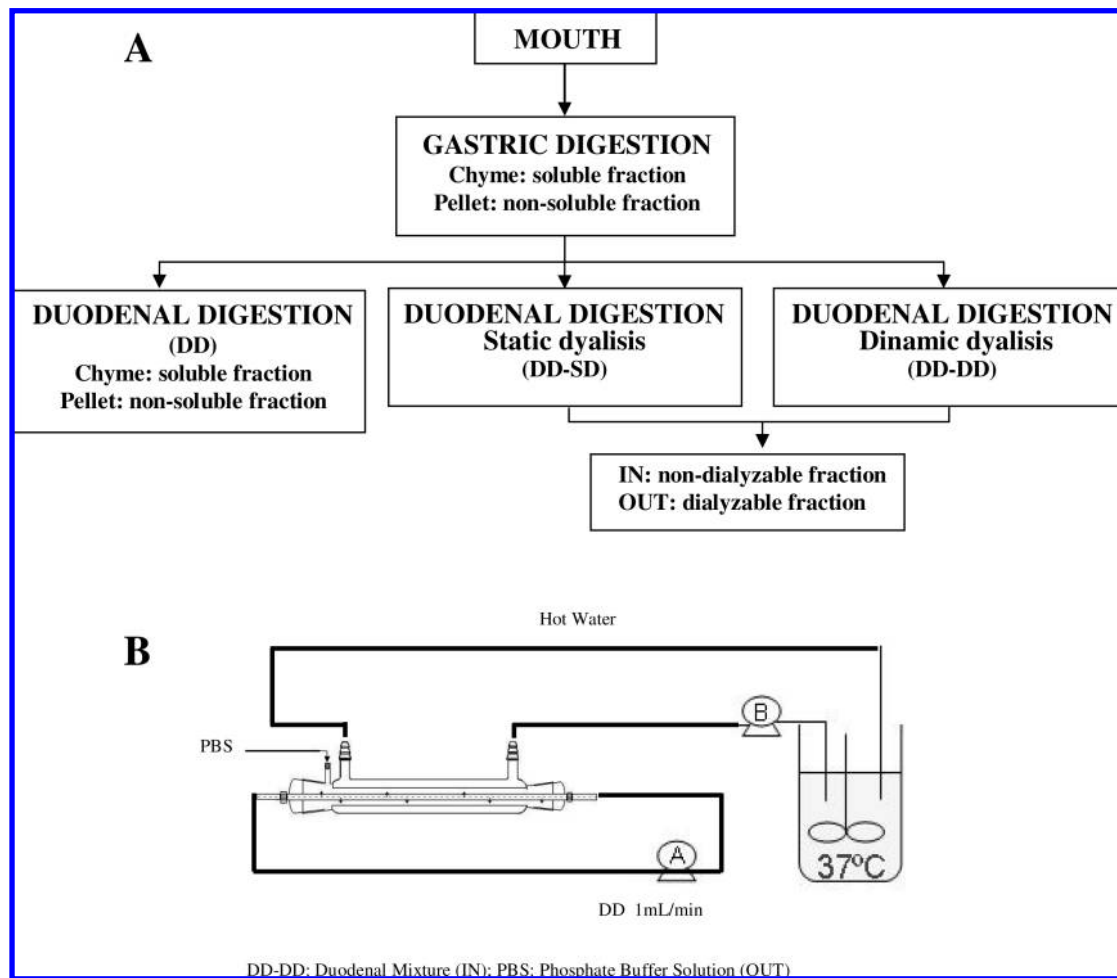 A
MOUTH
GASTRIC DIGESTION
Chyme: soluble fraction
Pellet: non-soluble fraction
DUODENAL DIGESTION
(DD)
Chyme: soluble fraction
Pellet: non-soluble fraction
DUODENAL DIGESTION
Static dyalisis
(DD-SD)
DUODENAL DIGESTION
Dinamic dyalisis
(DD-DD)
IN: non-dialyzable fraction
OUT: dialyzable fraction
B
Hot Water
PBS
B
A
37ºC
DD 1mL/min
DD-DD: Duodenal Mixture (IN); PBS: Phosphate Buffer Solution (OUT)